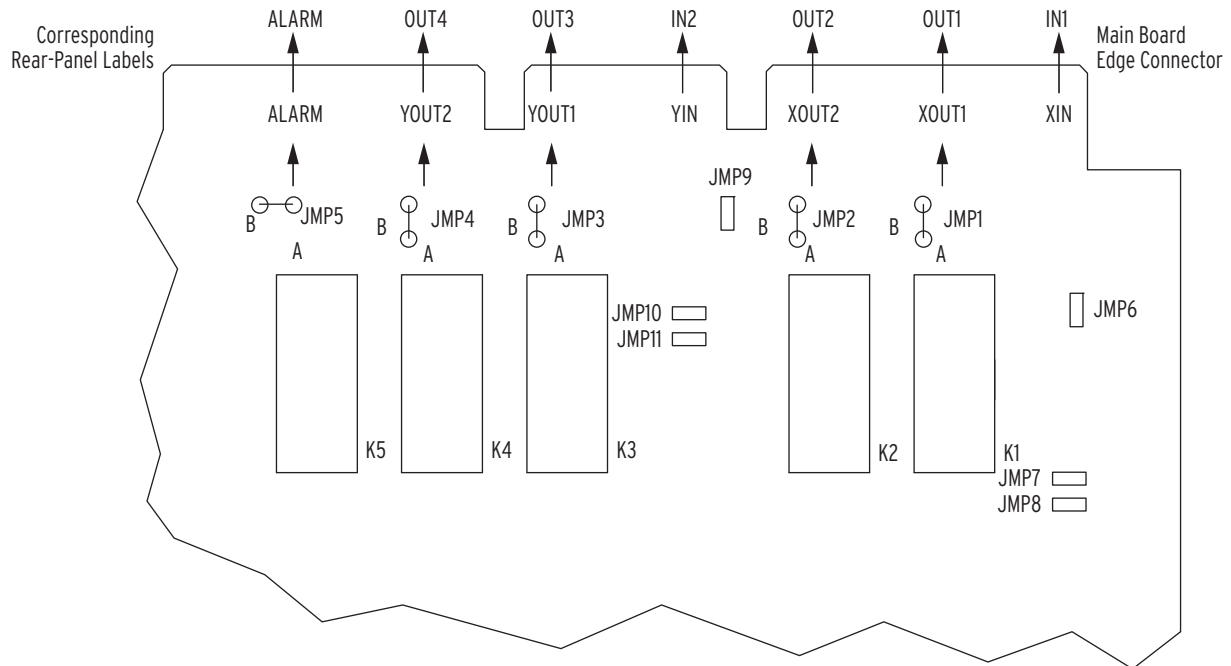 Corresponding
Rear-Panel Labels
ALARM OUT4 OUT3 IN2 OUT2 OUT1 IN1
Main Board
Edge Connector
ALARM YOUT2 YOUT1 YIN XOUT2 XOUT1 XIN
JMP9
B JMP5 B JMP4 B JMP3 B JMP2 B JMP1
A A A A A
JMP10
JMP11
JMP6
K5 K4 K3 K2 K1
JMP7
JMP8